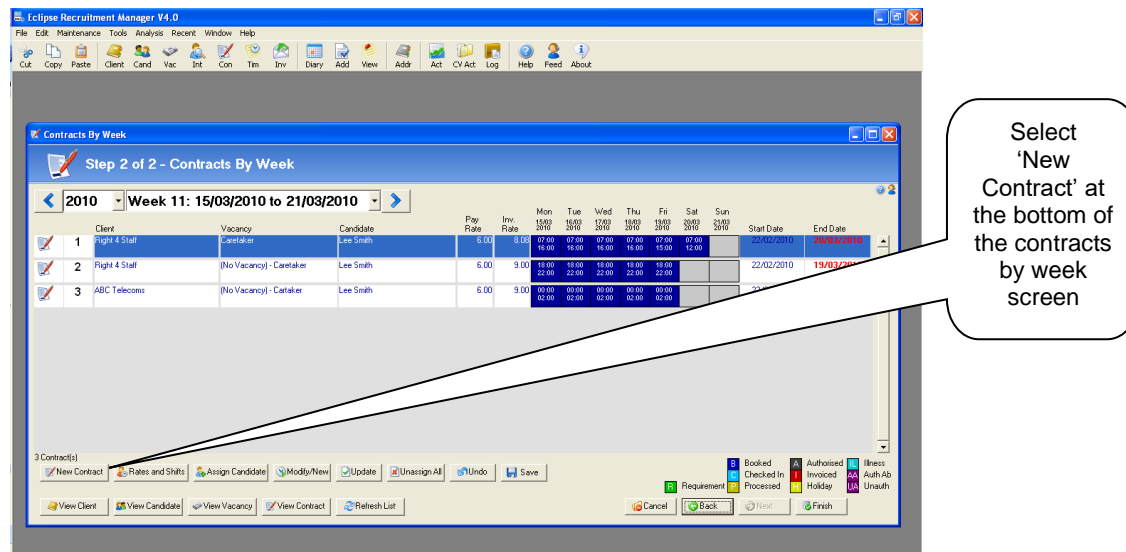 Eclipse Recruitment Manager V4.0
File Edit Maintenance Tools Analysis Recent Window Help
Cut Copy Paste Client Cand Vac Int Con Tim Inv Diary Add View Addr Act CV Act Log Help Feed About
Contracts By Week
Step 2 of 2 - Contracts By Week
2010 Week 11: 15/03/2010 to 21/03/2010
Mon Tue Wed Thu Fri Sat Sun
Pay Inv. 15/03 16/03 17/03 18/03 19/03 20/03 21/03
Client Vacancy Candidate Rate Rate 2010 2010 2010 2010 2010 2010 2010 Start Date End Date
1 Right 4 Staff Caretaker Lee Smith 6.00 8.08 07:00 07:00 07:00 07:00 07:00 07:00 22/02/2010 28/03/2010
16:00 16:00 16:00 16:00 15:00 12:00
2 Right 4 Staff (No Vacancy) - Caretaker Lee Smith 6.00 9.00 18:00 18:00 18:00 18:00 18:00 22/02/2010 19/03/2010
22:00 22:00 22:00 22:00 22:00
3 ABC Telecoms (No Vacancy) - Cartaker Lee Smith 6.00 9.00 00:00 00:00 00:00 00:00 00:00
02:00 02:00 02:00 02:00 02:00
3 Contract(s)
New Contract Rates and Shifts Assign Candidate Modify/New Update Unassign All Undo Save
B Booked A Authorised IL Illness
C Checked In I Invoiced AA Auth Ab
R Requirement P Processed H Holiday UA Unauth
View Client View Candidate View Vacancy View Contract Refresh List Cancel Back Next Finish
Select
‘New
Contract’ at
the bottom of
the contracts
by week
screen